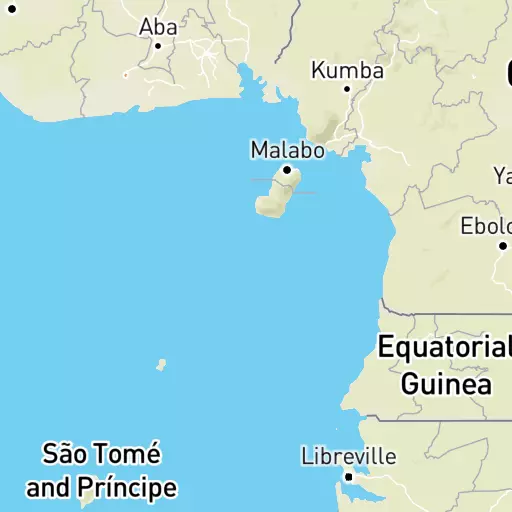 Aba
Kumba
Malabo
Ebolo
Equatorial
Guinea
São Tomé
and Príncipe
Libreville